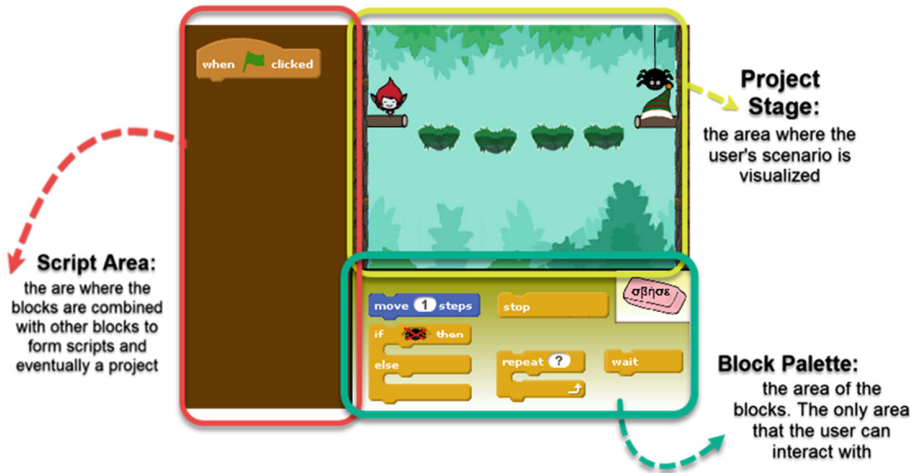 when clicked
Project
Stage:
the area where the
user's scenario is
visualized
Script Area:
the are where the
blocks are combined
with other blocks to
form scripts and
eventually a project
σβήσε
move 1 steps
stop
if then
else
repeat ?
wait
Block Palette:
the area of the
blocks. The only area
that the user can
interact with